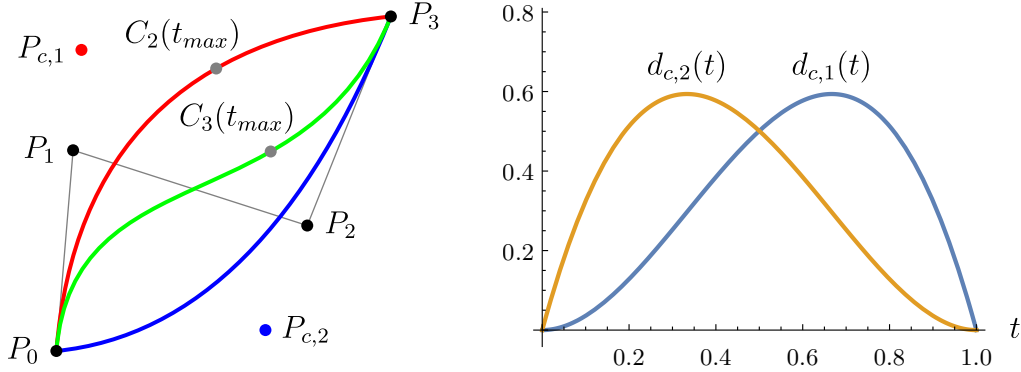 P_{c,1}
C_2(t_{max})
P_3
C_3(t_{max})
P_1
P_2
P_{c,2}
P_0
0.8
0.6
0.4
0.2
d_{c,2}(t)
d_{c,1}(t)
0.2 0.4 0.6 0.8 1.0
t